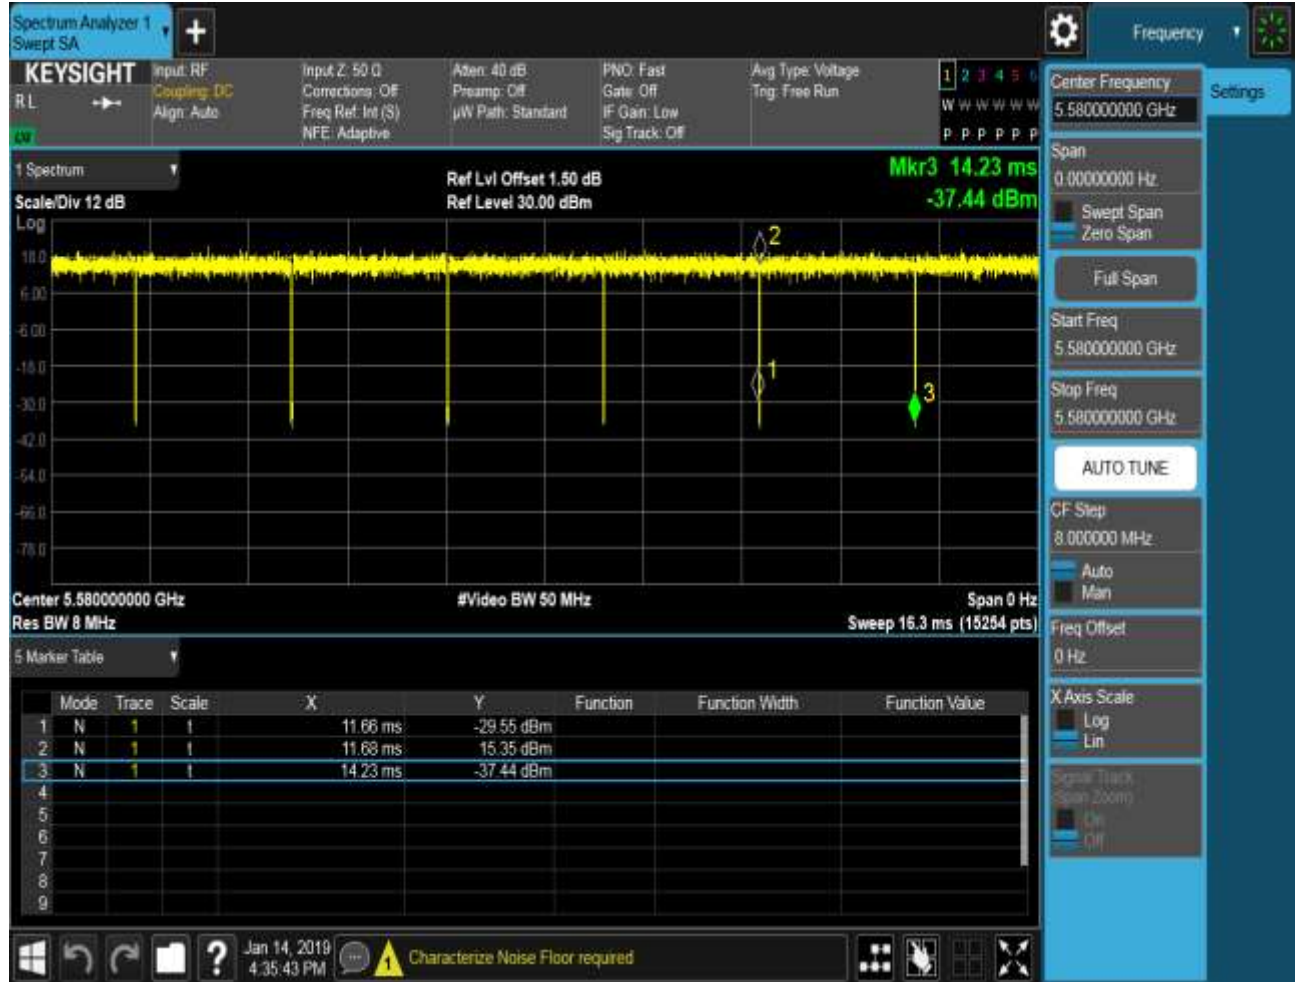 Spectrum Analyzer 1
Swept SA
Frequency
KEYSIGHT
RL
Input: RF
Coupling: DC
Align: Auto
Input Z: 50 Ω
Corrections: Off
Freq Ref: Int (S)
NFE: Adaptive
Atten: 40 dB
Preamp: Off
µW Path: Standard
PNO: Fast
Gate: Off
IF Gain: Low
Sig Track: Off
Avg Type: Voltage
Trig: Free Run
1 2 3 4 5 6
W W W W W W
P P P P P P
1 Spectrum
Scale/Div 12 dB
Ref Lvl Offset 1.50 dB
Ref Level 30.00 dBm
Mkr3 14.23 ms
-37.44 dBm
Log
18.0
6.00
-6.00
-18.0
-30.0
-42.0
-54.0
-66.0
-78.0
2
1
3
Center 5.580000000 GHz
#Video BW 50 MHz
Span 0 Hz
Res BW 8 MHz
Sweep 16.3 ms (15254 pts)
5 Marker Table
Mode Trace Scale X Y Function Function Width Function Value
1 N 1 t 11.66 ms -29.55 dBm
2 N 1 t 11.68 ms 15.35 dBm
3 N 1 t 14.23 ms -37.44 dBm
4
5
6
7
8
9
Jan 14, 2019
4:35:43 PM
1
Characterize Noise Floor required
Settings
Center Frequency
5.580000000 GHz
Span
0.00000000 Hz
Swept Span
Zero Span
Full Span
Start Freq
5.580000000 GHz
Stop Freq
5.580000000 GHz
AUTO TUNE
CF Step
8.000000 MHz
Auto
Man
Freq Offset
0 Hz
X Axis Scale
Log
Lin
Signal Track
(Span Zoom)
On
Off